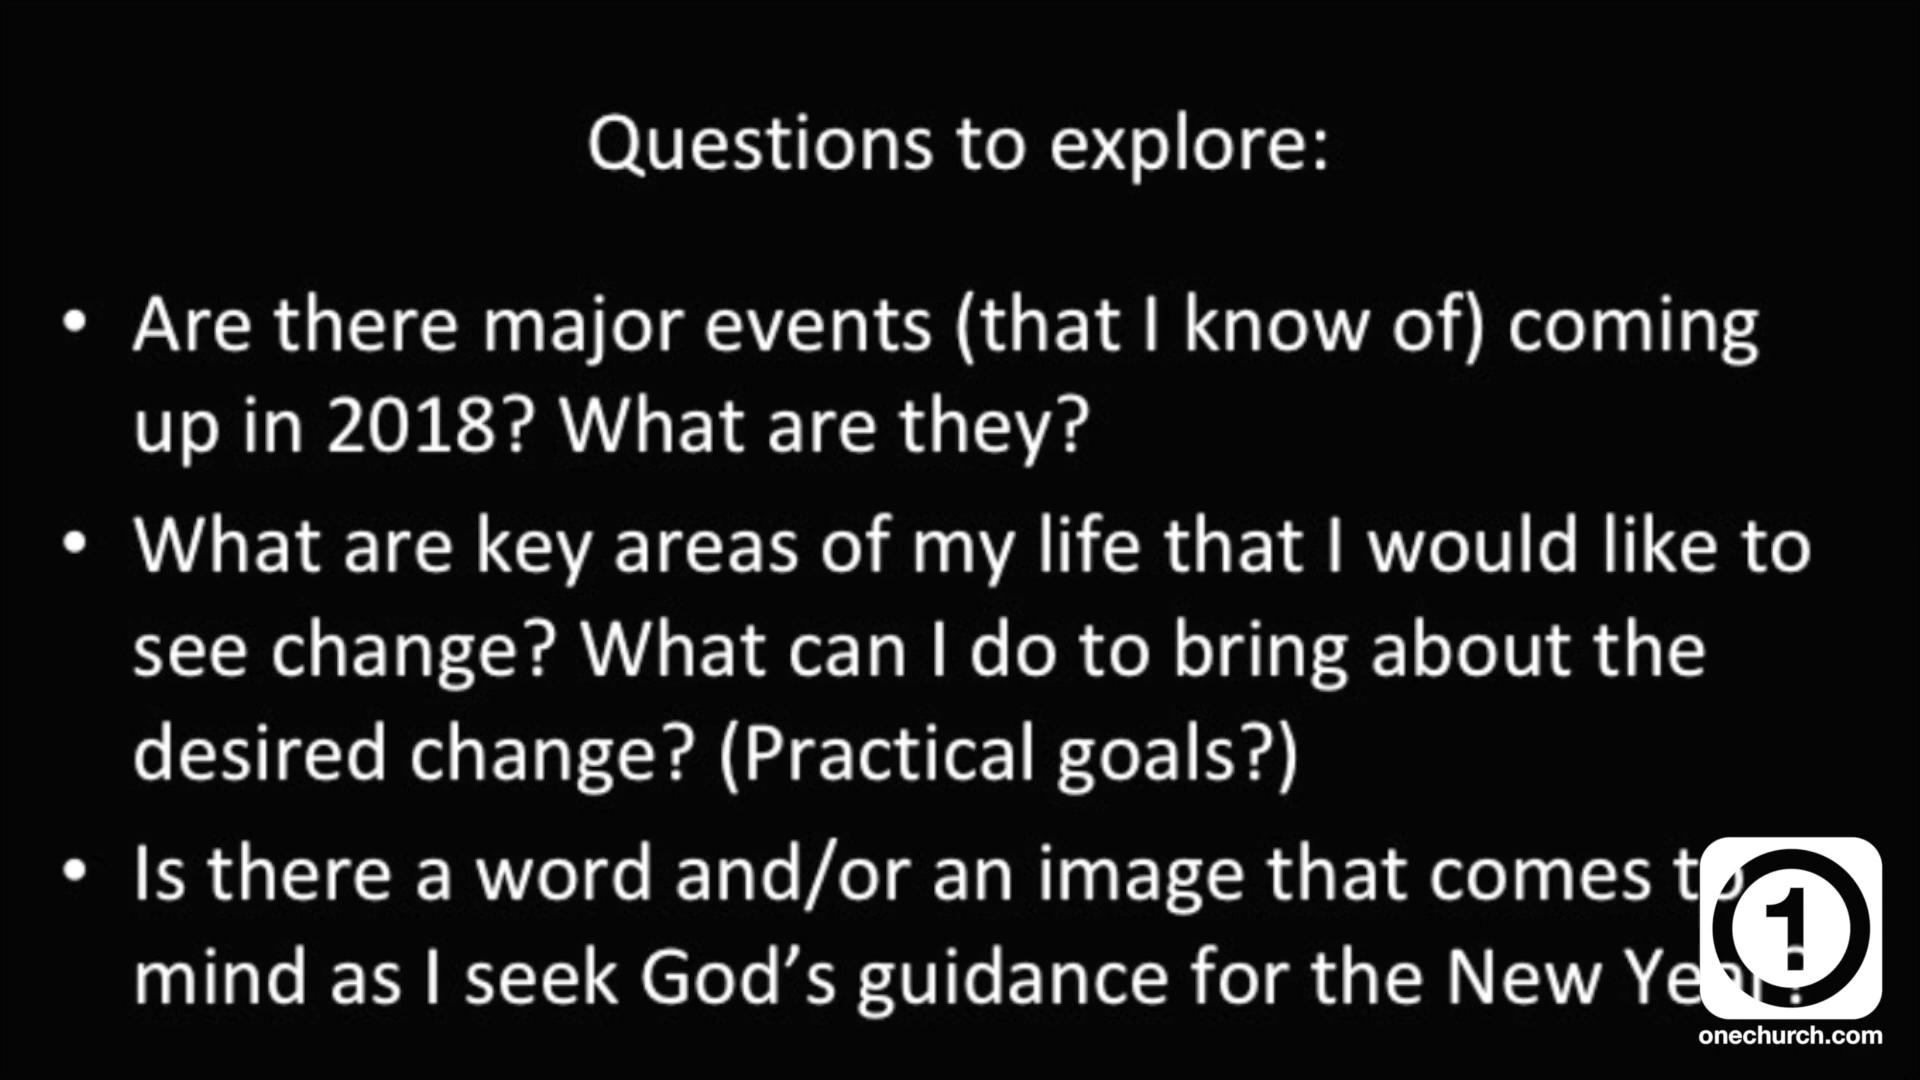 Questions to explore:
• Are there major events (that I know of) coming
up in 2018? What are they?
• What are key areas of my life that I would like to
see change? What can I do to bring about the
desired change? (Practical goals?)
• Is there a word and/or an image that comes to
mind as I seek God’s guidance for the New Year?
1
onechurch.com